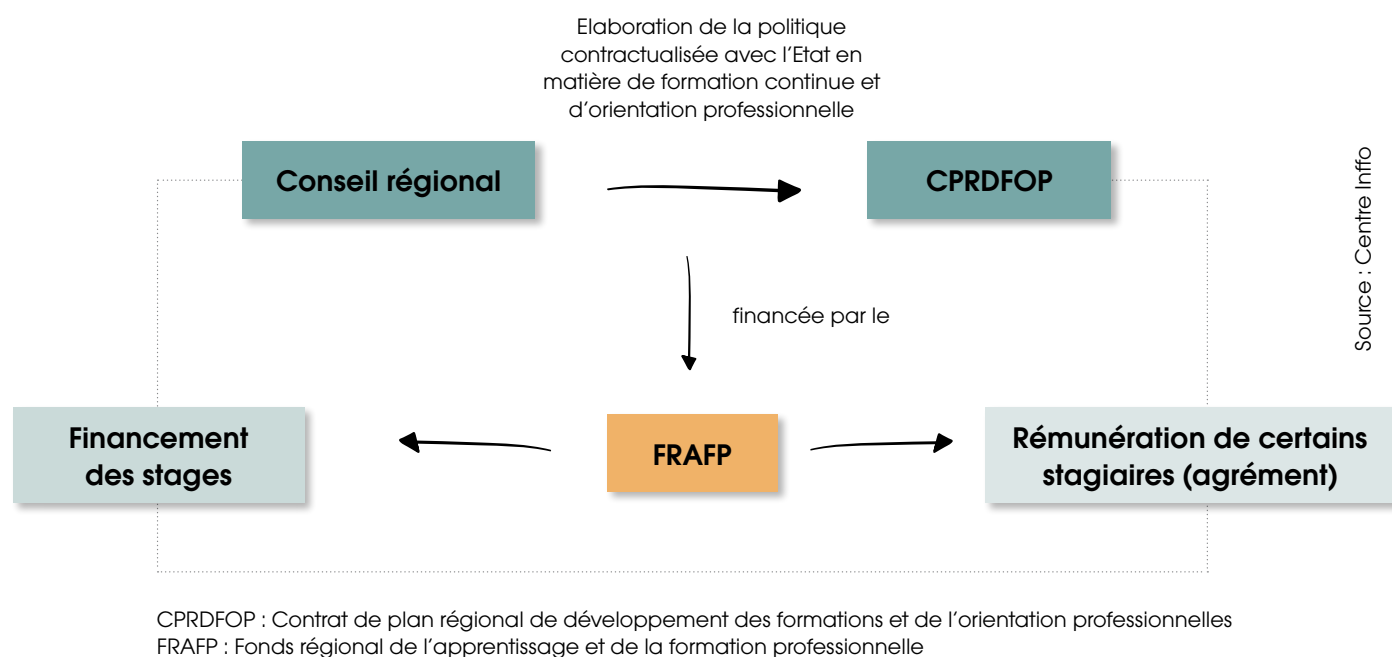 Elaboration de la politique
contractualisée avec l'Etat en
matière de formation continue et
d'orientation professionnelle
Conseil régional
CPRDFOP
Source : Centre Inffo
financée par le
Financement
des stages
FRAFP
Rémunération de certains
stagiaires (agrément)
CPRDFOP : Contrat de plan régional de développement des formations et de l'orientation professionnelles
FRAFP : Fonds régional de l'apprentissage et de la formation professionnelle